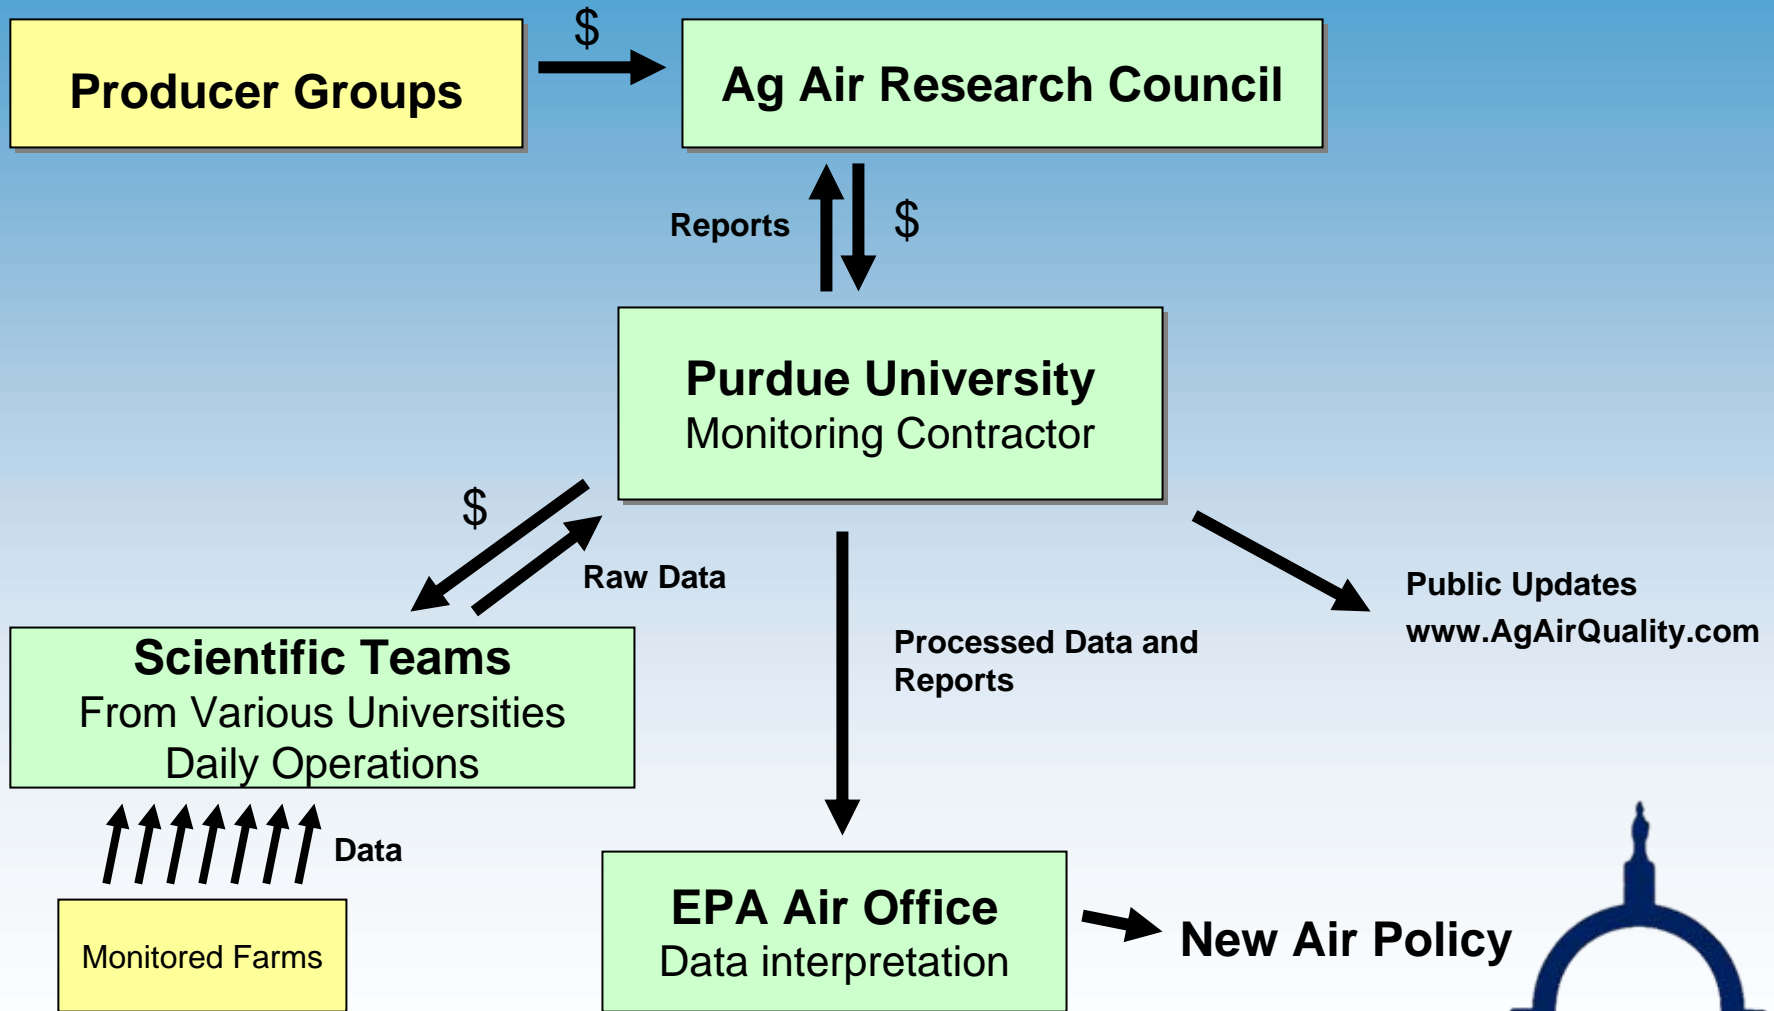 Producer Groups
$
Ag Air Research Council
Reports
$
Purdue University
Monitoring Contractor
$
Raw Data
Public Updates
www.AgAirQuality.com
Scientific Teams
From Various Universities
Daily Operations
Processed Data and
Reports
Data
Monitored Farms
EPA Air Office
Data interpretation
New Air Policy